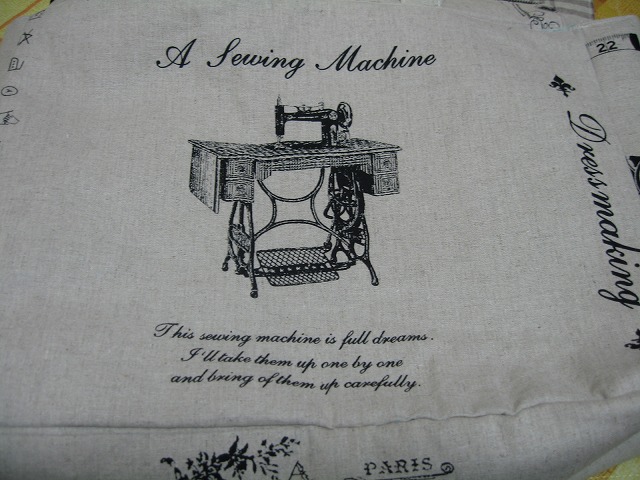 A Sewing Machine
This sewing machine is full dreams.
I'll take them up one by one
and bring of them up carefully.
Dressmaking
22
PARIS